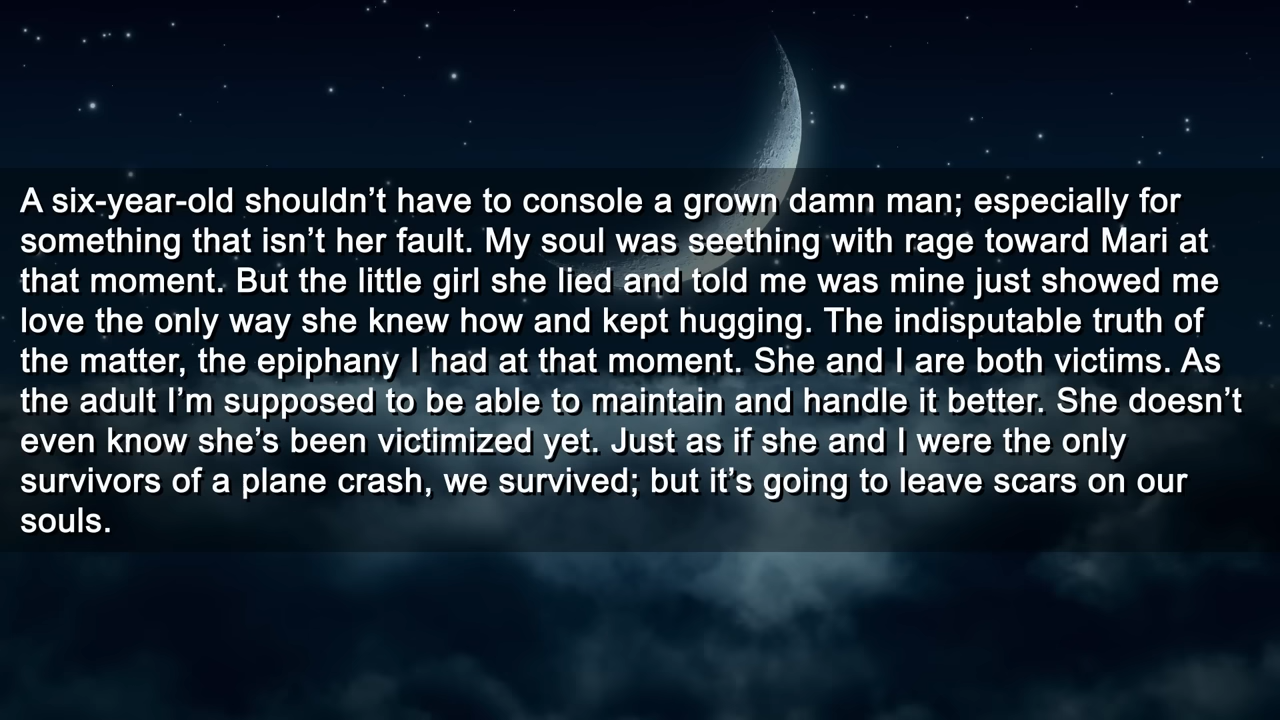 A six-year-old shouldn’t have to console a grown damn man; especially for
something that isn’t her fault. My soul was seething with rage toward Mari at
that moment. But the little girl she lied and told me was mine just showed me
love the only way she knew how and kept hugging. The indisputable truth of
the matter, the epiphany I had at that moment. She and I are both victims. As
the adult I’m supposed to be able to maintain and handle it better. She doesn’t
even know she’s been victimized yet. Just as if she and I were the only
survivors of a plane crash, we survived; but it’s going to leave scars on our
souls.